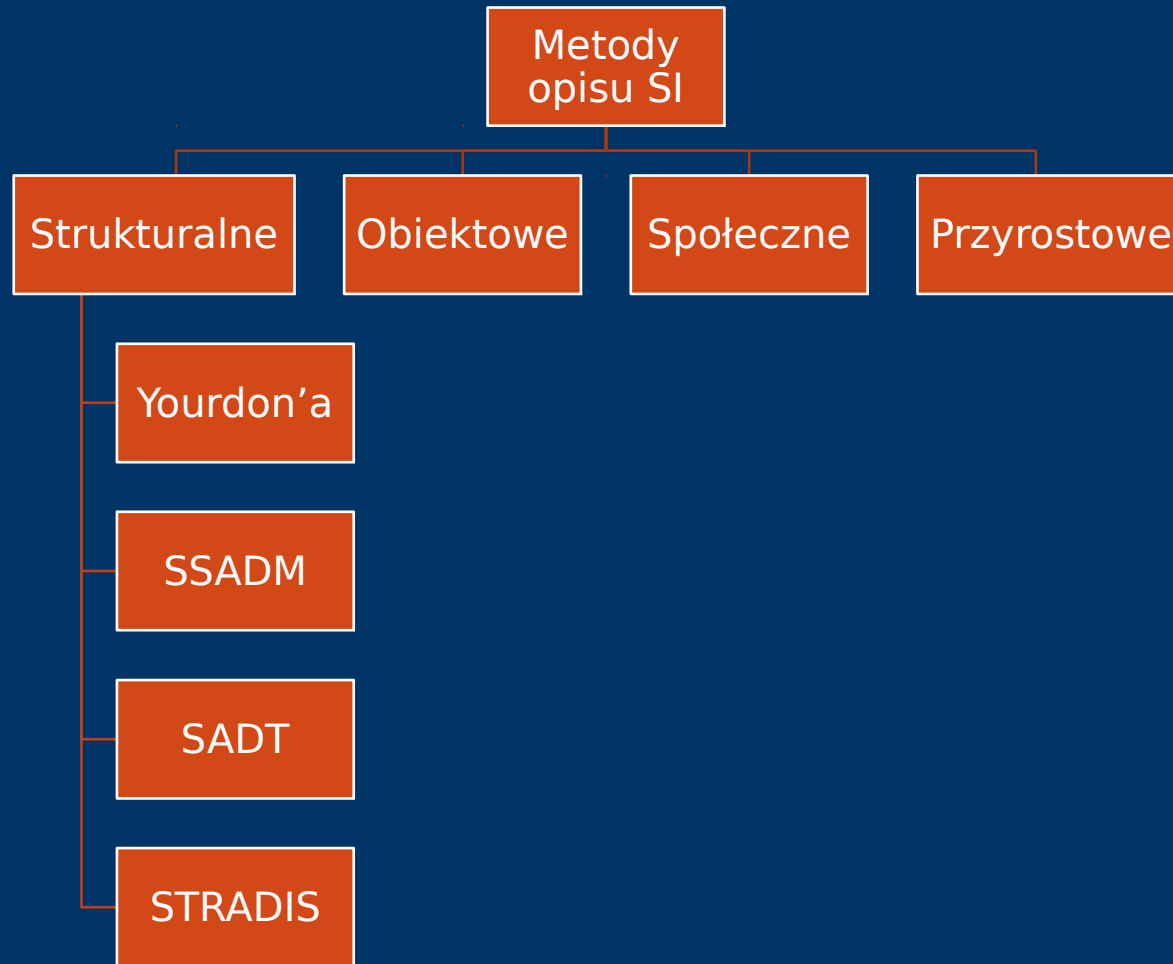 Metody
opisu SI
Strukturalne
Obiektowe
Społeczne
Przyrostowe
Yourdon’a
SSADM
SADT
STRADIS